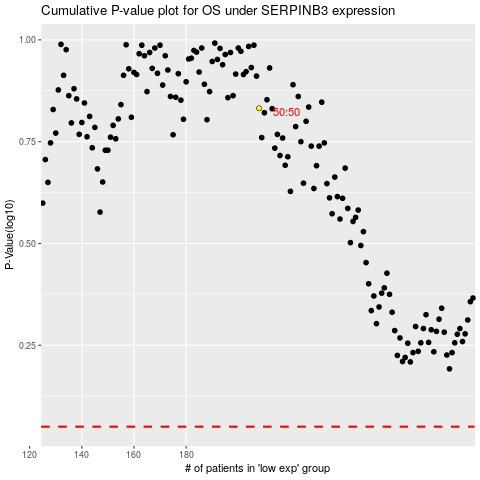 Cumulative P-value plot for OS under SERPINB3 expression
P-Value(log10)
1.00
0.75
0.50
0.25
50:50
120 140 160 180
# of patients in 'low exp' group